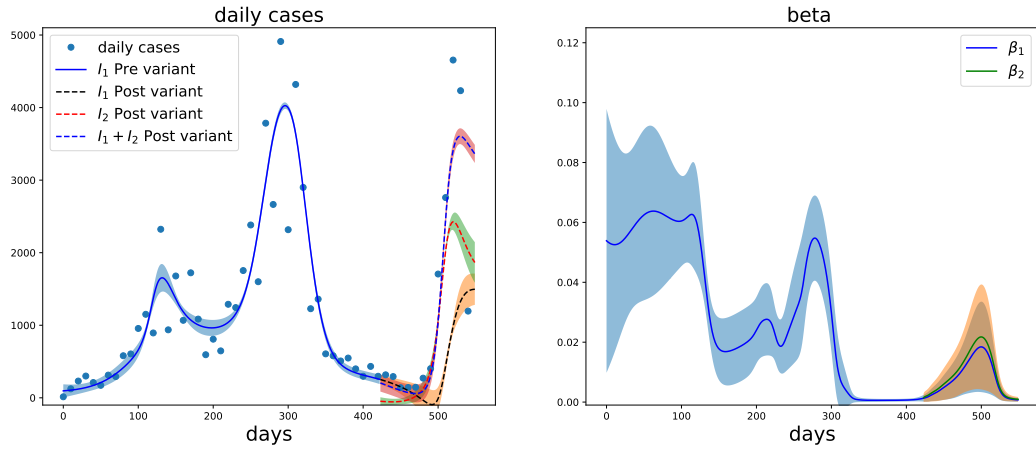 daily cases
5000
4000
3000
2000
1000
0
0
100
200
300
400
500
days
daily cases
I₁ Pre variant
I₁ Post variant
I₂ Post variant
I₁ + I₂ Post variant
beta
0.12
0.10
0.08
0.06
0.04
0.02
0.00
0
100
200
300
400
500
days
β₁
β₂